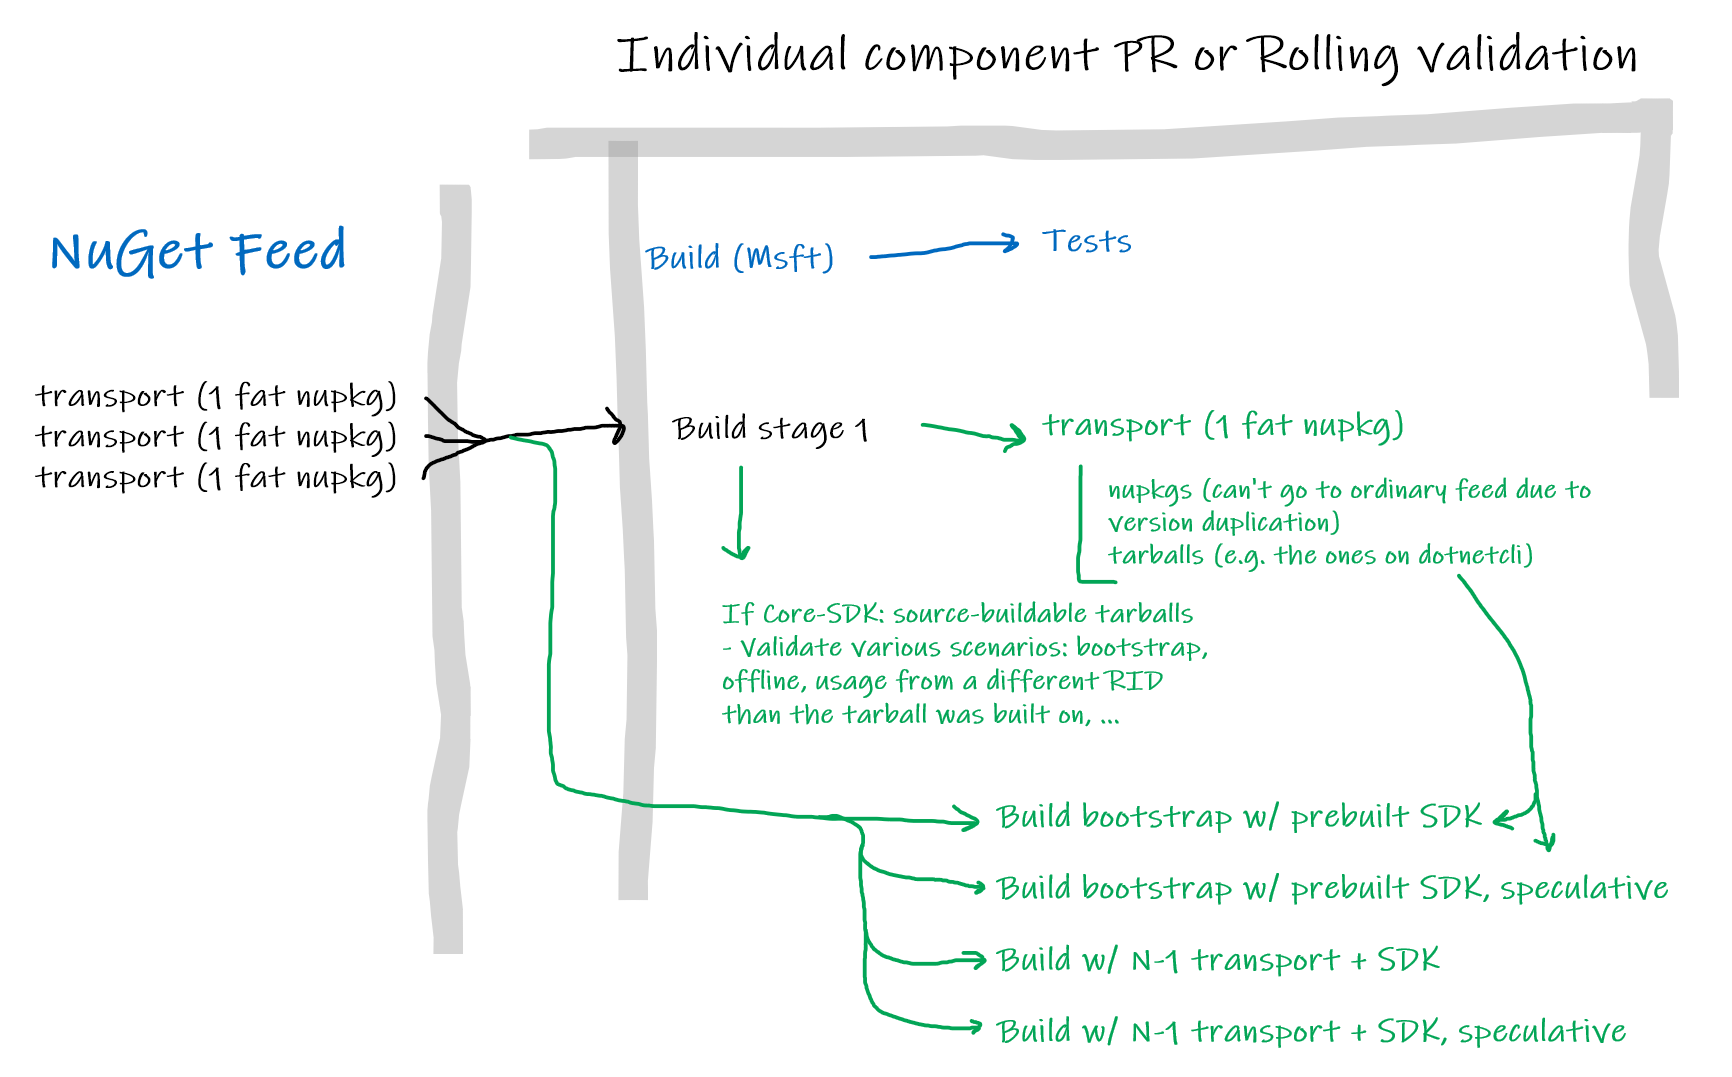 Individual component PR or Rolling validation
NuGet Feed
Build (Msft)
Tests
transport (1 fat nupkg)
transport (1 fat nupkg)
transport (1 fat nupkg)
Build stage 1
transport (1 fat nupkg)
nupkgs (can't go to ordinary feed due to
version duplication)
tarballs (e.g. the ones on dotnetcli)
If Core-SDK: source-buildable tarballs
- Validate various scenarios: bootstrap,
offline, usage from a different RID
than the tarball was built on, ...
Build bootstrap w/ prebuilt SDK
Build bootstrap w/ prebuilt SDK, speculative
Build w/ N-1 transport + SDK
Build w/ N-1 transport + SDK, speculative